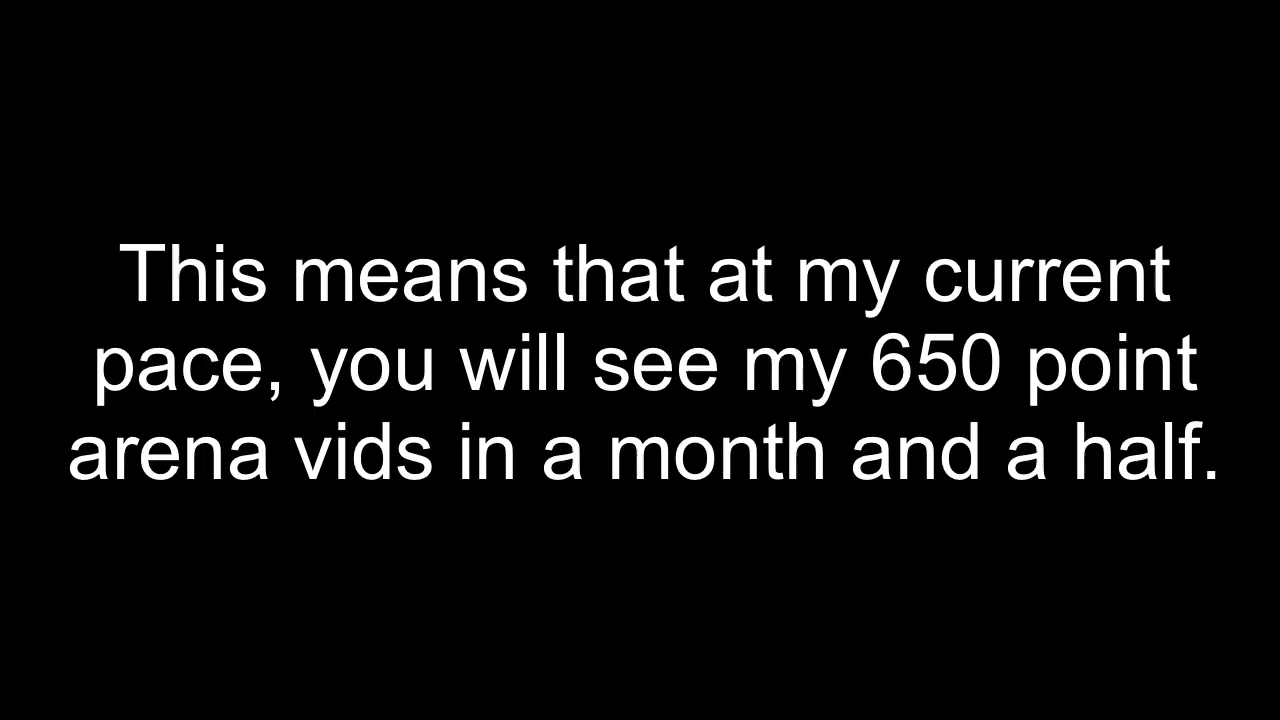 This means that at my current
pace, you will see my 650 point
arena vids in a month and a half.